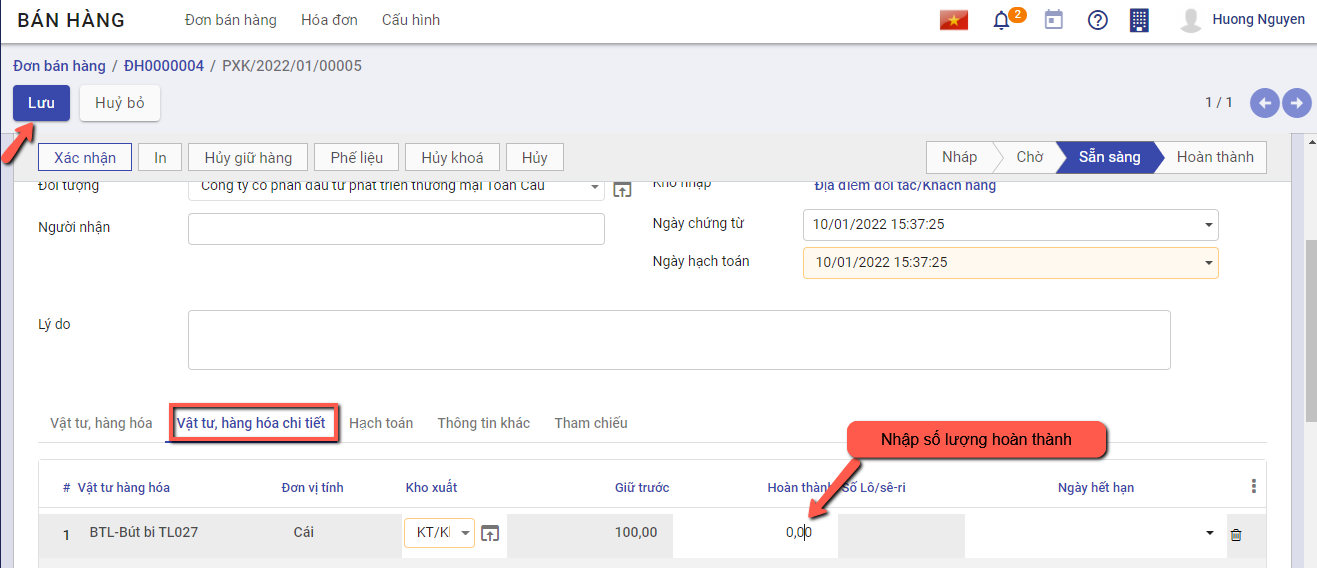 BÁN HÀNG Đơn bán hàng Hóa đơn Cấu hình 2 Huong Nguyen
Đơn bán hàng / ĐH0000004 / PXK/2022/01/00005
Lưu Huỷ bỏ 1 / 1
Xác nhận In Hủy giữ hàng Phế liệu Hủy khoá Hủy Nháp Chờ Sẵn sàng Hoàn thành
Đối tượng Công ty cổ phần đầu tư phát triển thương mại Toàn Cầu Kho nhập Địa điểm đối tác/Khách hàng
Người nhận Ngày chứng từ 10/01/2022 15:37:25
Ngày hạch toán 10/01/2022 15:37:25
Lý do
Vật tư, hàng hóa Vật tư, hàng hóa chi tiết Hạch toán Thông tin khác Tham chiếu
Nhập số lượng hoàn thành
# Vật tư hàng hóa Đơn vị tính Kho xuất Giữ trước Hoàn thành Số Lô/sê-ri Ngày hết hạn
1 BTL-Bút bi TL027 Cái KT/K 100,00 0,00